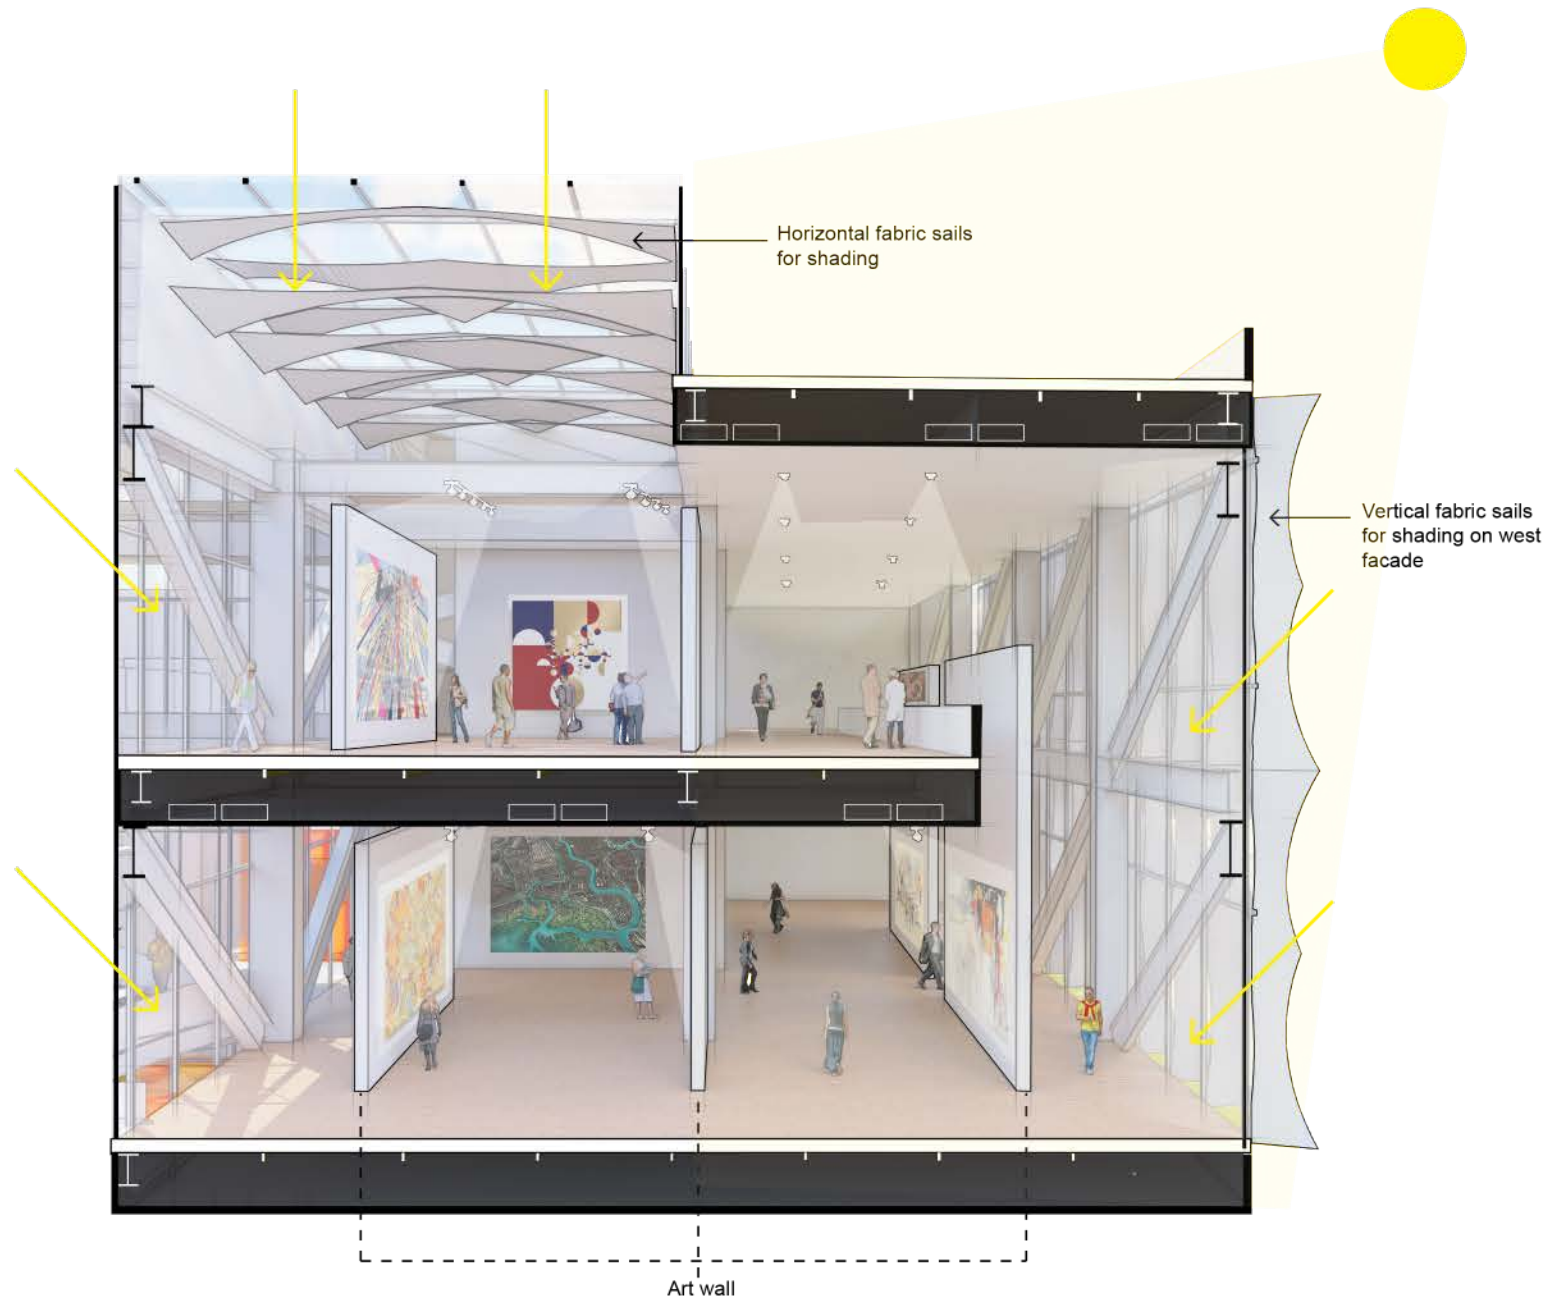 Horizontal fabric sails
for shading
Vertical fabric sails
for shading on west
facade
Art wall